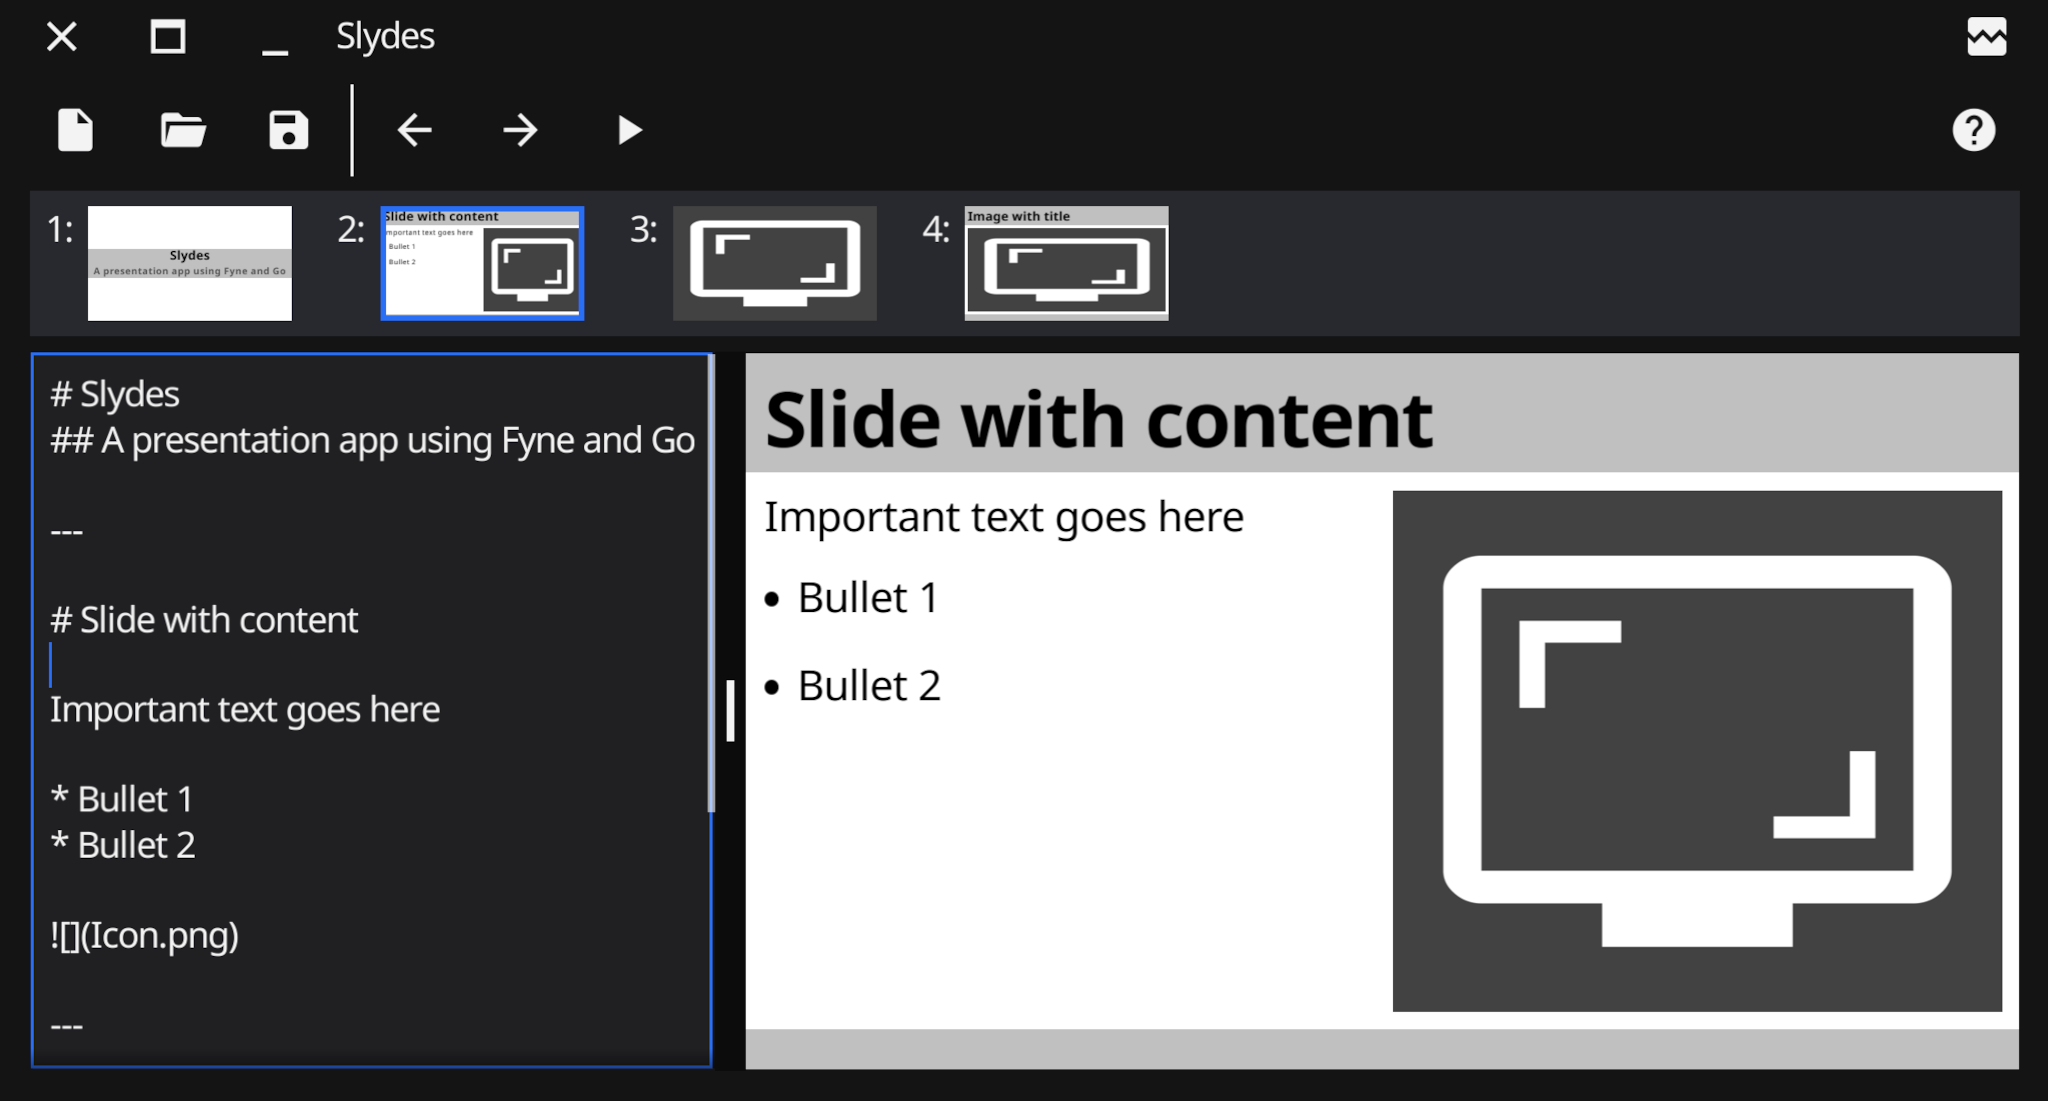 Slydes
1:
Slydes
A presentation app using Fyne and Go
2:
Slide with content
mportant text goes here
Bullet 1
Bullet 2
3:
4:
Image with title
# Slydes
## A presentation app using Fyne and Go
---
# Slide with content
Important text goes here
* Bullet 1
* Bullet 2
![](Icon.png)
---
Slide with content
Important text goes here
• Bullet 1
• Bullet 2